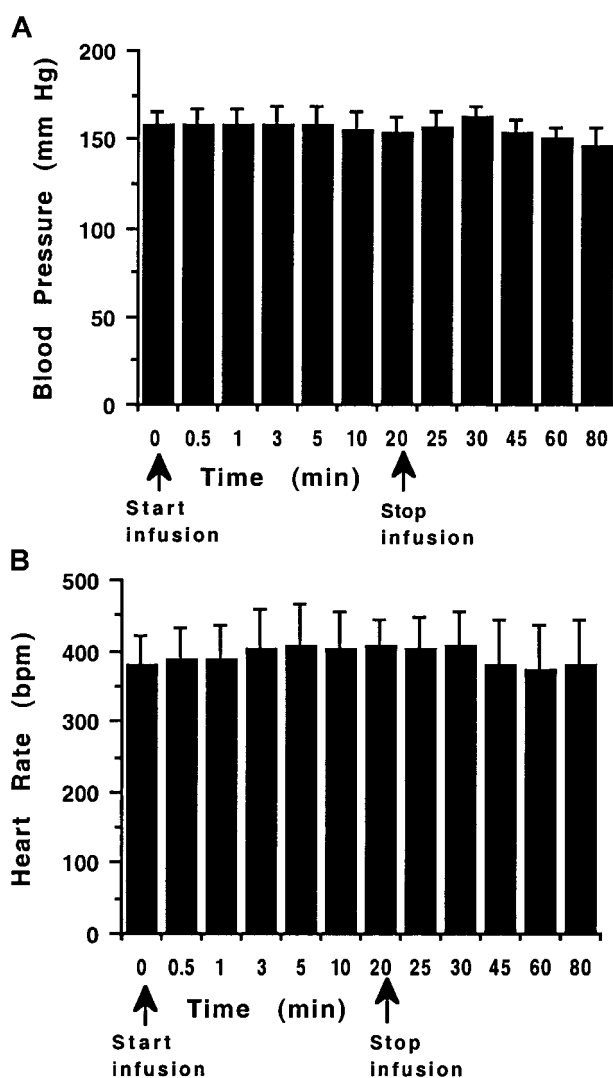 A
Blood Pressure (mm Hg)
200
150
100
50
0
0 0.5 1 3 5 10 20 25 30 45 60 80
Time (min)
Start
infusion
Stop
infusion
B
Heart Rate (bpm)
500
400
300
200
100
0
0 0.5 1 3 5 10 20 25 30 45 60 80
Time (min)
Start
infusion
Stop
infusion